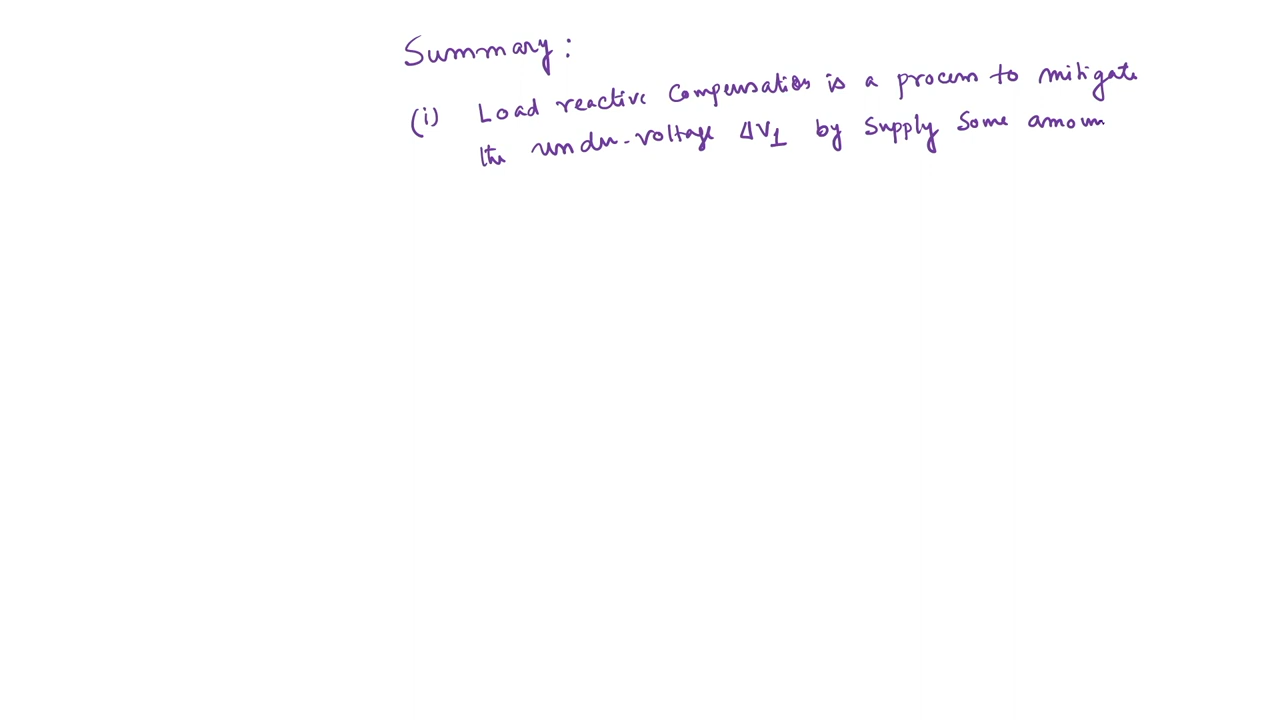 Summary:
(i) Load reactive compensation is a process to mitigate
the under-voltage ΔV1 by supply some amoun